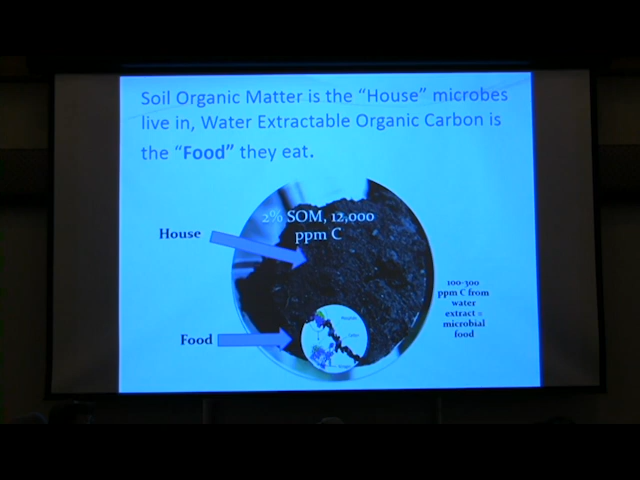 Soil Organic Matter is the “House” microbes
live in, Water Extractable Organic Carbon is
the “Food” they eat.
2% SOM, 12,000
ppm C
House
100-300
ppm C from
water
extract =
microbial
food
Food